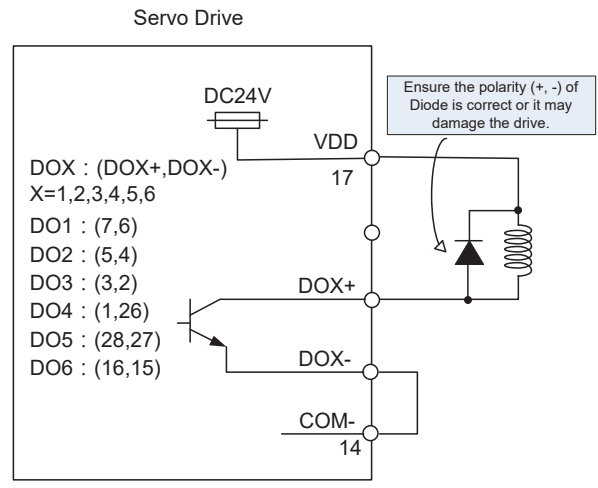 Servo Drive
DC24V
Ensure the polarity (+, -) of
Diode is correct or it may
damage the drive.
VDD
17
DOX : (DOX+,DOX-)
X=1,2,3,4,5,6
DO1 : (7,6)
DO2 : (5,4)
DO3 : (3,2)
DO4 : (1,26)
DO5 : (28,27)
DO6 : (16,15)
DOX+
DOX-
COM-
14